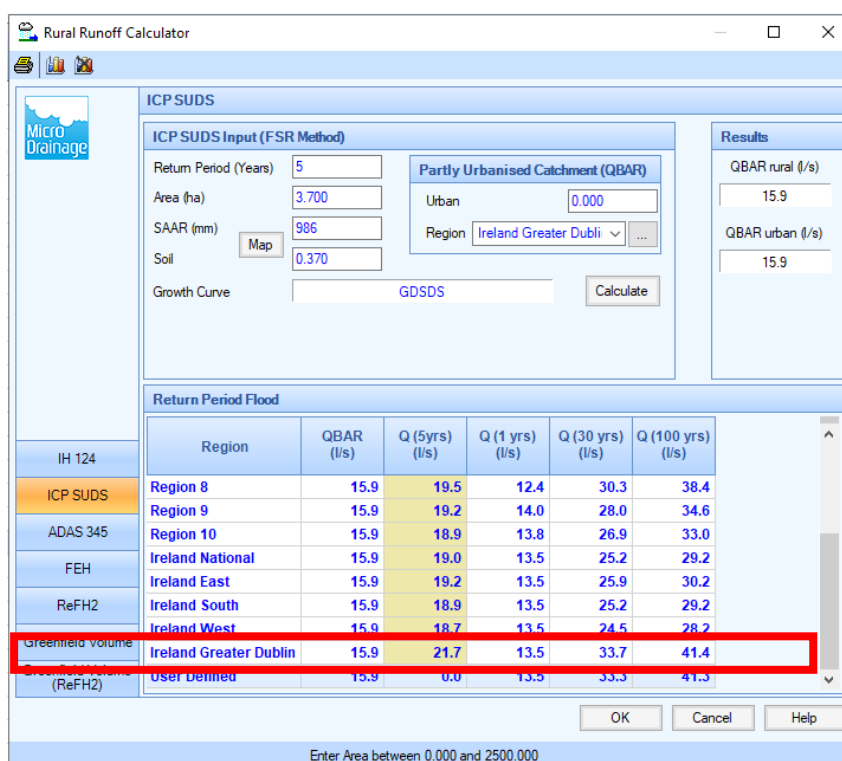 Rural Runoff Calculator
Micro
Drainage
ICP SUDS
ICP SUDS Input (FSR Method)
Return Period (Years) 5
Area (ha) 3.700
SAAR (mm) 986
Map
Soil 0.370
Growth Curve GDSDS
Calculate
Partly Urbanised Catchment (QBAR)
Urban 0.000
Region Ireland Greater Dubli ...
Results
QBAR rural (l/s)
15.9
QBAR urban (l/s)
15.9
IH 124
ICP SUDS
ADAS 345
FEH
ReFH2
Greenfield Volume
Greenfield Volume
(ReFH2)
Return Period Flood
Region QBAR (l/s) Q (5yrs) (l/s) Q (1 yrs) (l/s) Q (30 yrs) (l/s) Q (100 yrs) (l/s)
Region 8 15.9 19.5 12.4 30.3 38.4
Region 9 15.9 19.2 14.0 28.0 34.6
Region 10 15.9 18.9 13.8 26.9 33.0
Ireland National 15.9 19.0 13.5 25.2 29.2
Ireland East 15.9 19.2 13.5 25.9 30.2
Ireland South 15.9 18.9 13.5 25.2 29.2
Ireland West 15.9 18.7 13.5 24.5 28.2
Ireland Greater Dublin 15.9 21.7 13.5 33.7 41.4
User Defined 15.9 0.0 13.5 33.3 41.3
OK Cancel Help
Enter Area between 0.000 and 2500.000